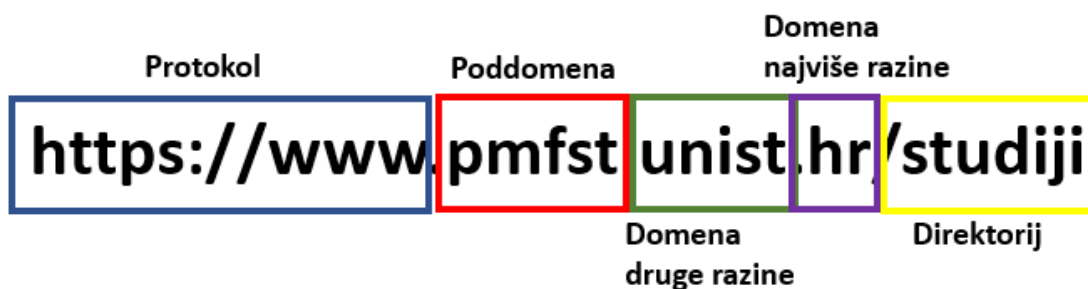 Domena
najviše razine
Protokol
Poddomena
https://www.pmfst.unist.hr/studiji
Domena
druge razine
Direktorij